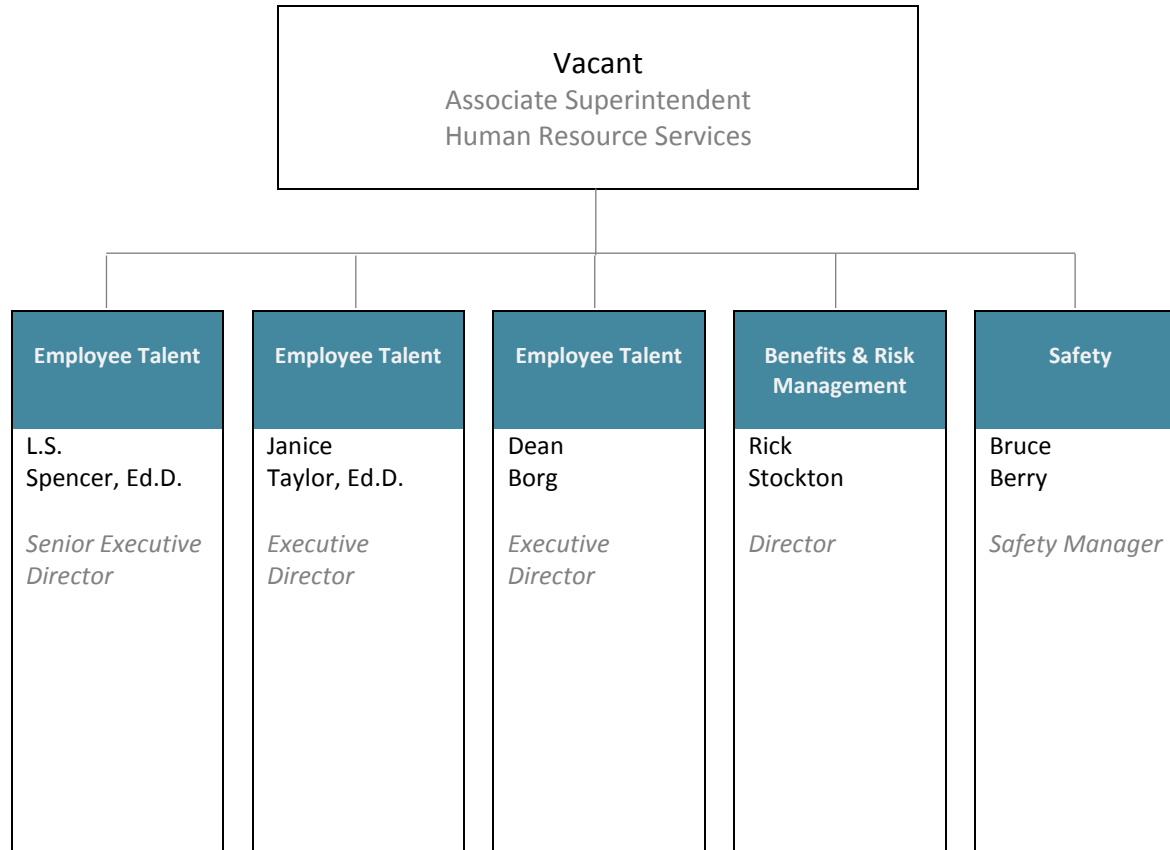 Vacant
Associate Superintendent
Human Resource Services
Employee Talent
L.S.
Spencer, Ed.D.
Senior Executive
Director
Employee Talent
Janice
Taylor, Ed.D.
Executive
Director
Employee Talent
Dean
Borg
Executive
Director
Benefits & Risk
Management
Rick
Stockton
Director
Safety
Bruce
Berry
Safety Manager